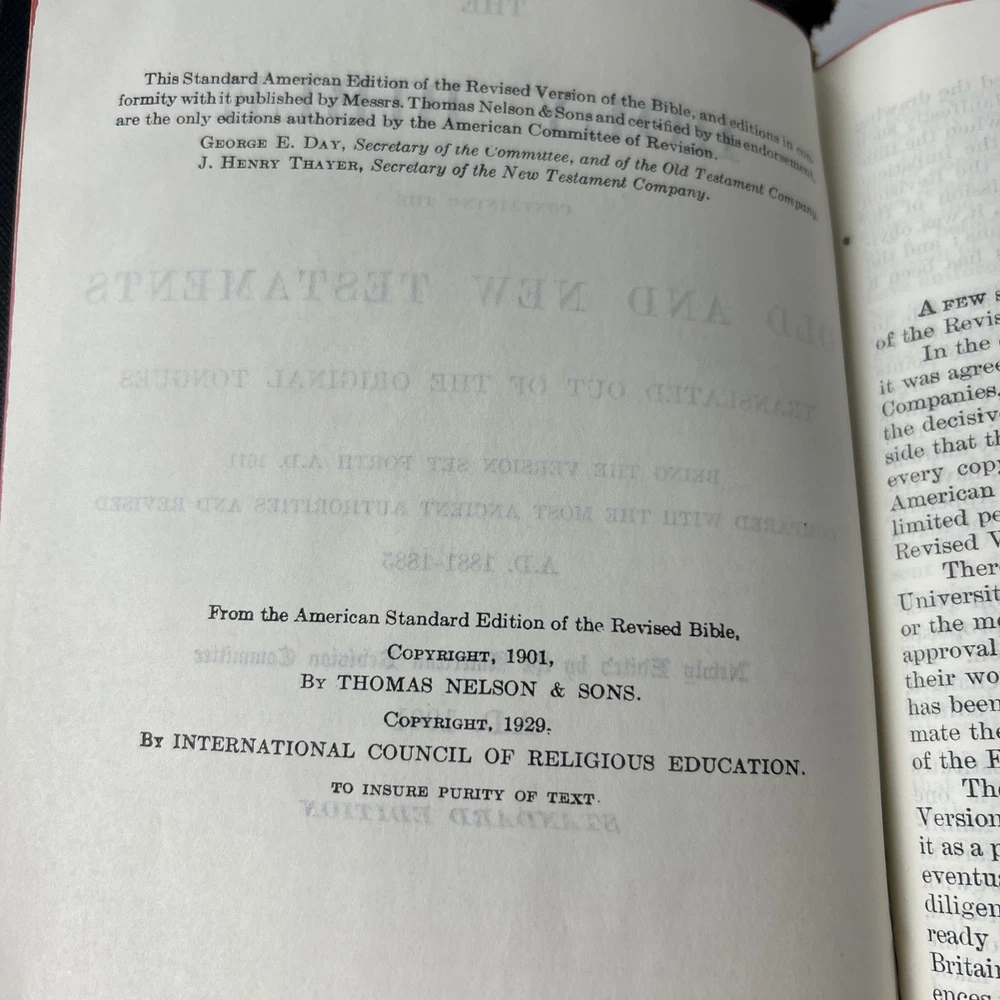 This Standard American Edition of the Revised Version of the Bible, and editions in con-
formity with it published by Messrs. Thomas Nelson & Sons and certified by this endorsement,
are the only editions authorized by the American Committee of Revision.
GEORGE E. DAY, Secretary of the Committee, and of the Old Testament Company.
J. HENRY THAYER, Secretary of the New Testament Company.
From the American Standard Edition of the Revised Bible,
COPYRIGHT, 1901,
BY THOMAS NELSON & SONS.
COPYRIGHT, 1929.
BY INTERNATIONAL COUNCIL OF RELIGIOUS EDUCATION.
TO INSURE PURITY OF TEXT.
A FEW
of the Revis
In the
it was agree
Companies,
the decisiv
side that th
every copy
American
limited pe
Revised V
Ther
Universit
or the mo
approval
their wo
has been
mate the
of the E
The
Version
it as a p
eventua
diligen
ready
Britain
ences